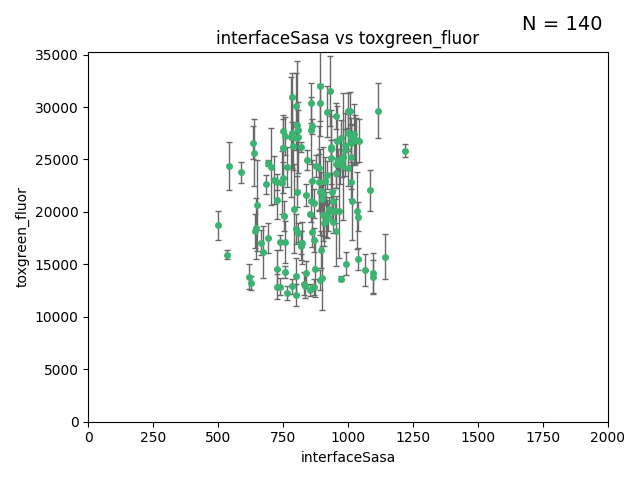 N = 140
interfaceSasa vs toxgreen_fluor
35000
30000
25000
20000
15000
10000
5000
0
toxgreen_fluor
0 250 500 750 1000 1250 1500 1750 2000
interfaceSasa